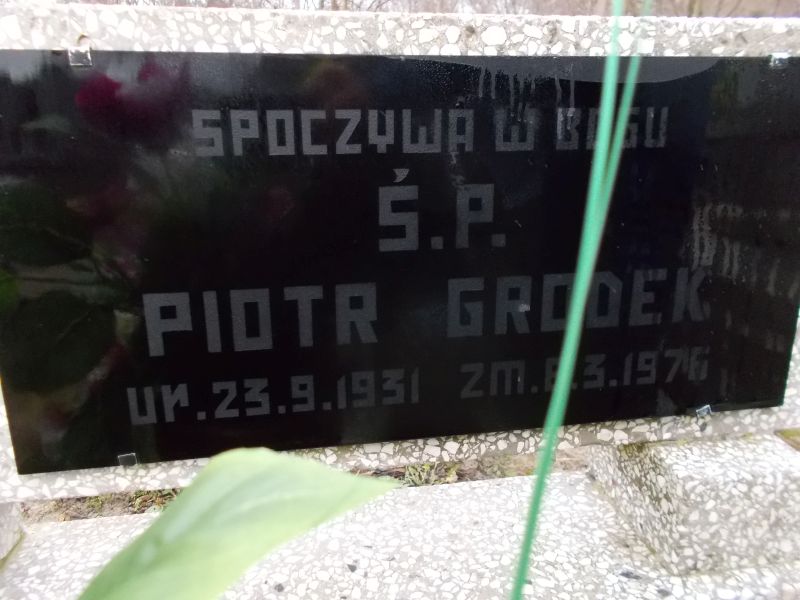 SPOCZYWA W BOGU
Ś.P.
PIOTR GRODEK
ur.23.9.1931 zm.